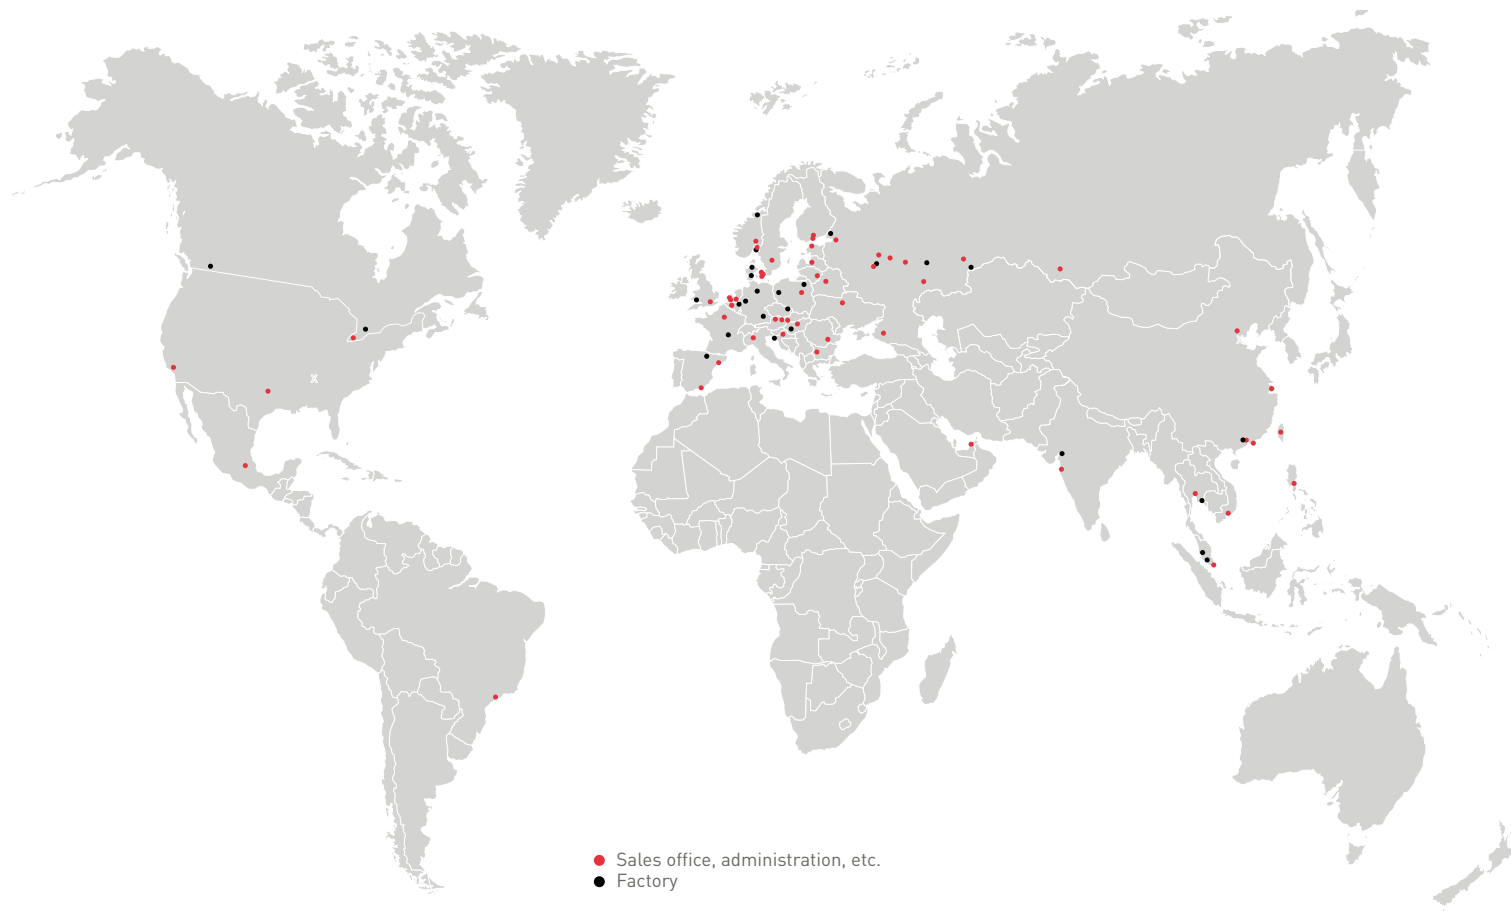 X
Sales office, administration, etc.
Factory